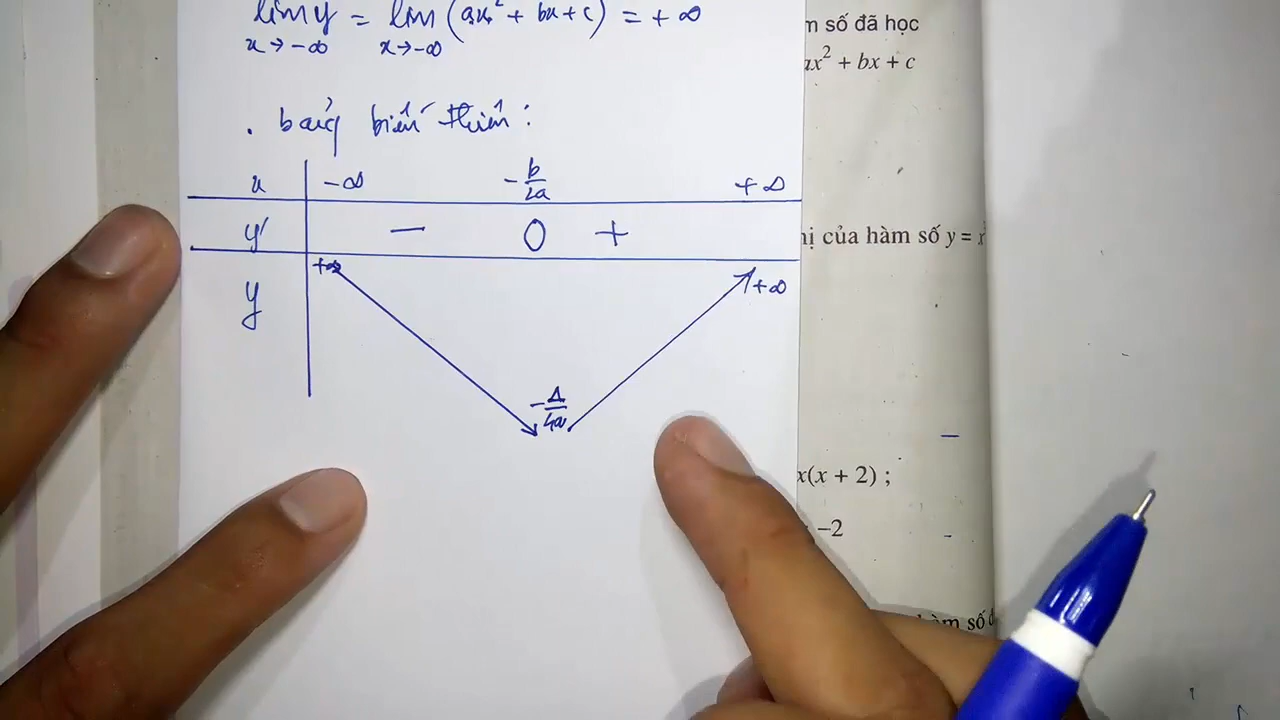 lim y = lim (ax² + bx + c) = +∞
x→-∞ x→-∞
. bảng biến thiên :
x -∞ -b/2a +∞
y' − 0 +
y +∞ +∞
-Δ/4a
m số đã học
ax² + bx + c
hị của hàm số y = x
x(x + 2) ;
-2
hàm số đ